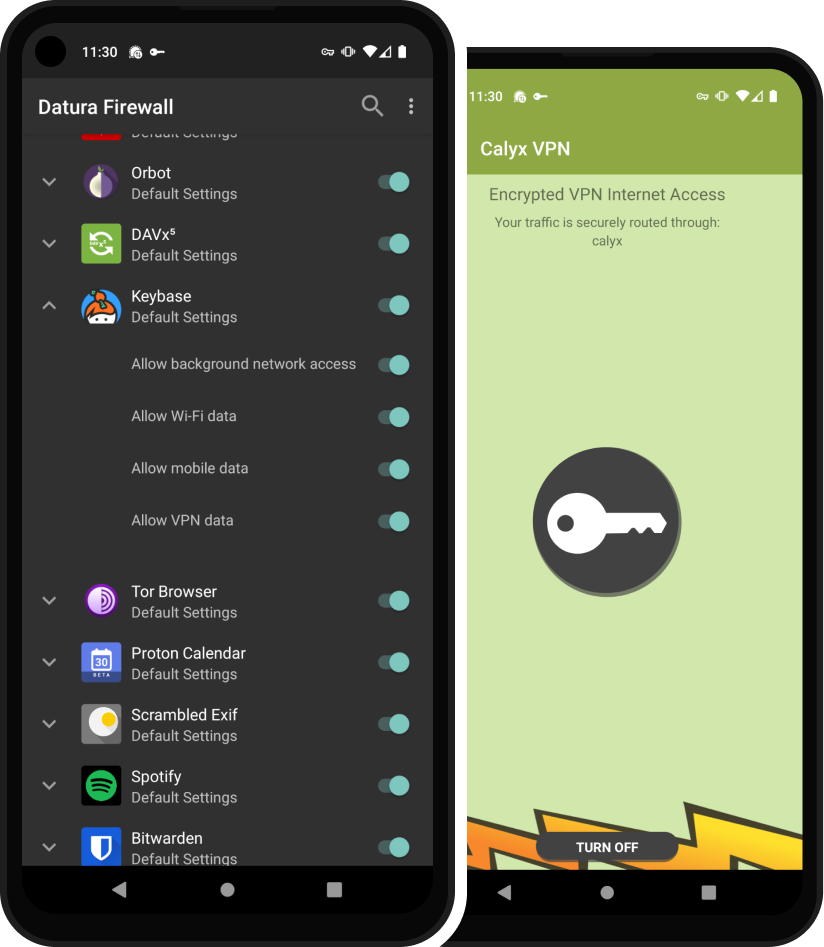 11:30
Datura Firewall
Default Settings
Orbot
Default Settings
DAVx⁵
DAVx⁵
Default Settings
Keybase
Default Settings
Allow background network access
Allow Wi-Fi data
Allow mobile data
Allow VPN data
Tor Browser
Default Settings
Proton Calendar
30
BETA
Default Settings
Scrambled Exif
Default Settings
Spotify
Default Settings
Bitwarden
Default Settings
11:30
Calyx VPN
Encrypted VPN Internet Access
Your traffic is securely routed through:
calyx
TURN OFF